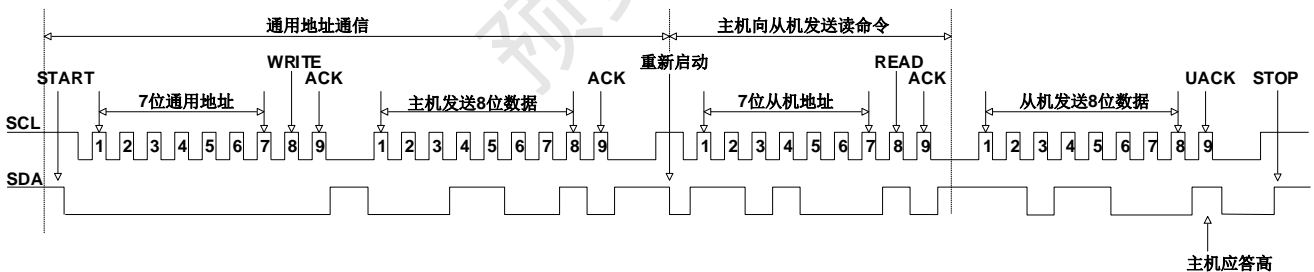 通用地址通信
主机向从机发送读命令
WRITE
重新启动
READ
START
ACK
ACK
ACK
UACK
STOP
7位通用地址
主机发送8位数据
7位从机地址
从机发送8位数据
SCL
1 2 3 4 5 6 7 8 9
1 2 3 4 5 6 7 8 9
1 2 3 4 5 6 7 8 9
1 2 3 4 5 6 7 8 9
SDA
主机应答高